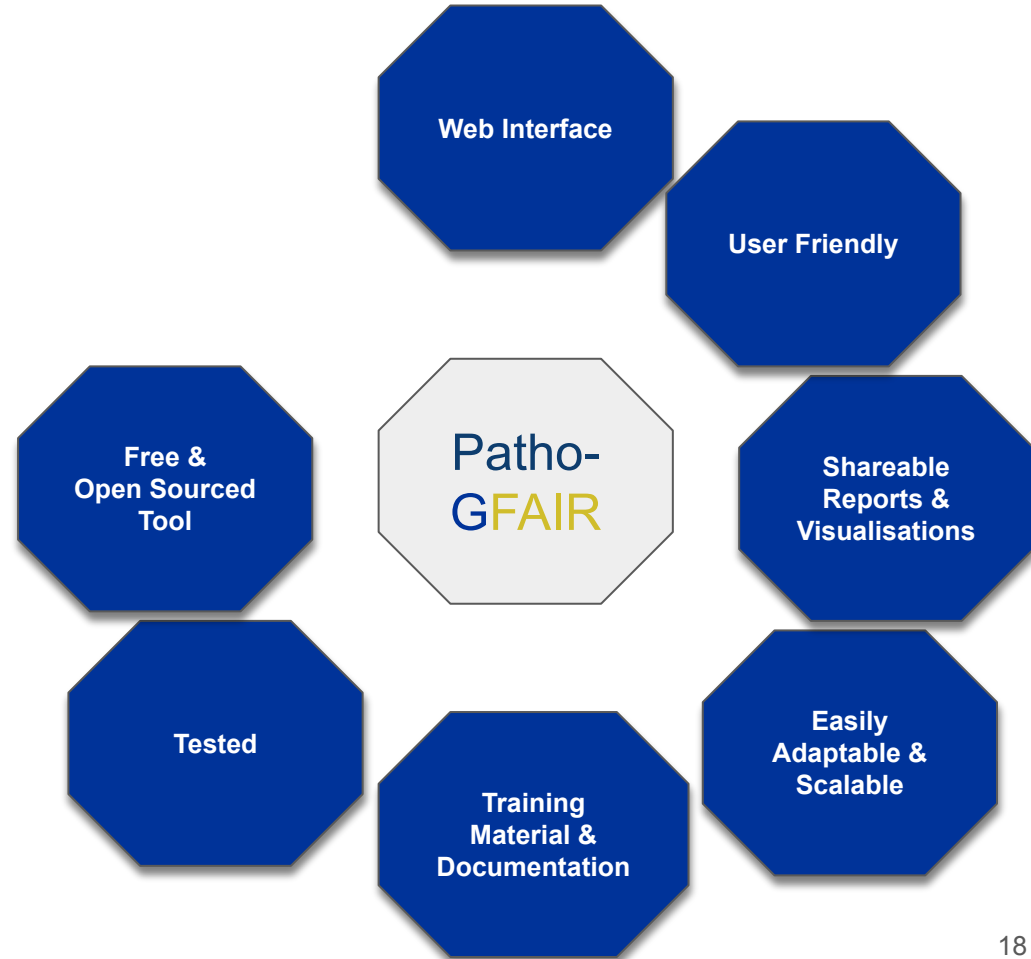 Web Interface
User Friendly
Free &
Open Sourced
Tool
Patho-
GFAIR
Shareable
Reports &
Visualisations
Tested
Easily
Adaptable &
Scalable
Training
Material &
Documentation
18